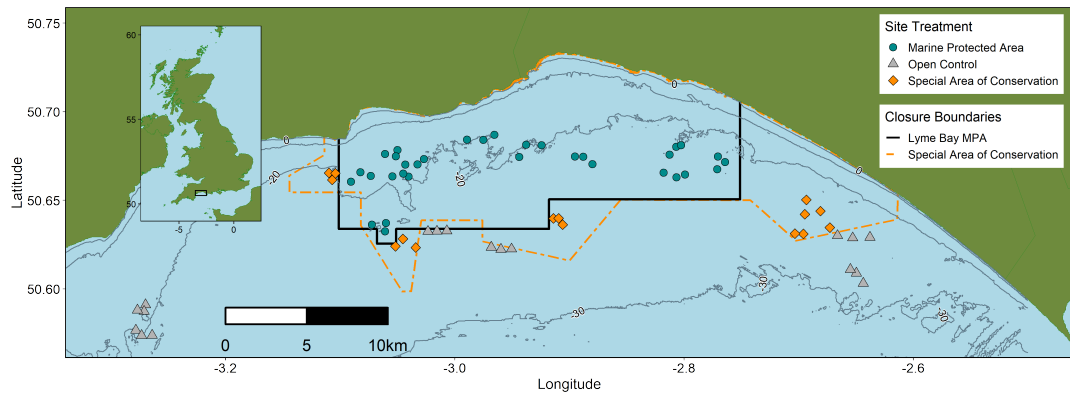 50.75
50.70
50.65
50.60
Latitude
60
55
50
-5
0
0
0
0
-20
-20
-30
-30
-30
0
5
10km
-3.2
-3.0
-2.8
-2.6
Longitude
Site Treatment
Marine Protected Area
Open Control
Special Area of Conservation
Closure Boundaries
Lyme Bay MPA
Special Area of Conservation